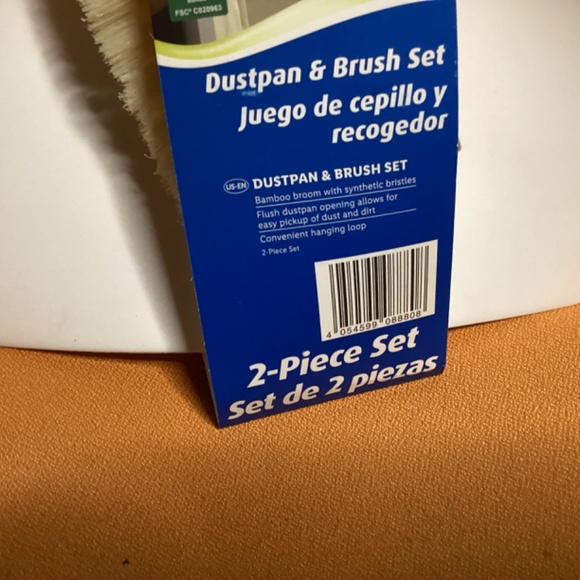 FSC® C020963
Dustpan & Brush Set
Juego de cepillo y
recogedor
US-EN DUSTPAN & BRUSH SET
Bamboo broom with synthetic bristles
Flush dustpan opening allows for
easy pickup of dust and dirt
Convenient hanging loop
2-Piece Set
4 054599 088808
2-Piece Set
Set de 2 piezas